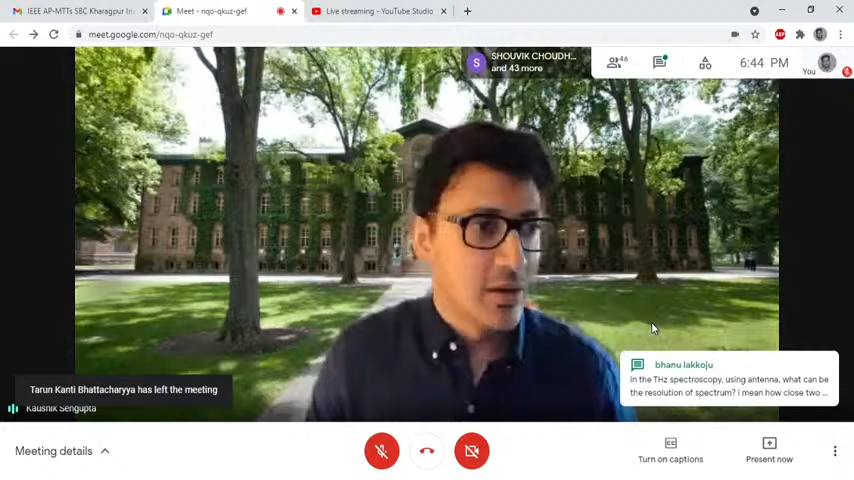 IEEE AP-MTTs SBC Kharagpur In
Meet - nqo-qkuz-gef
Live streaming - YouTube Studio
meet.google.com/nqo-qkuz-gef
ABP
S
SHOUVIK CHOUDH...
and 43 more
46
6:44 PM
You
bhanu lakkoju
in the THz spectroscopy, using antenna, what can be
the resolution of spectrum? i mean how close two ...
Tarun Kanti Bhattacharyya has left the meeting
Kaushik Sengupta
Meeting details
Turn on captions
Present now